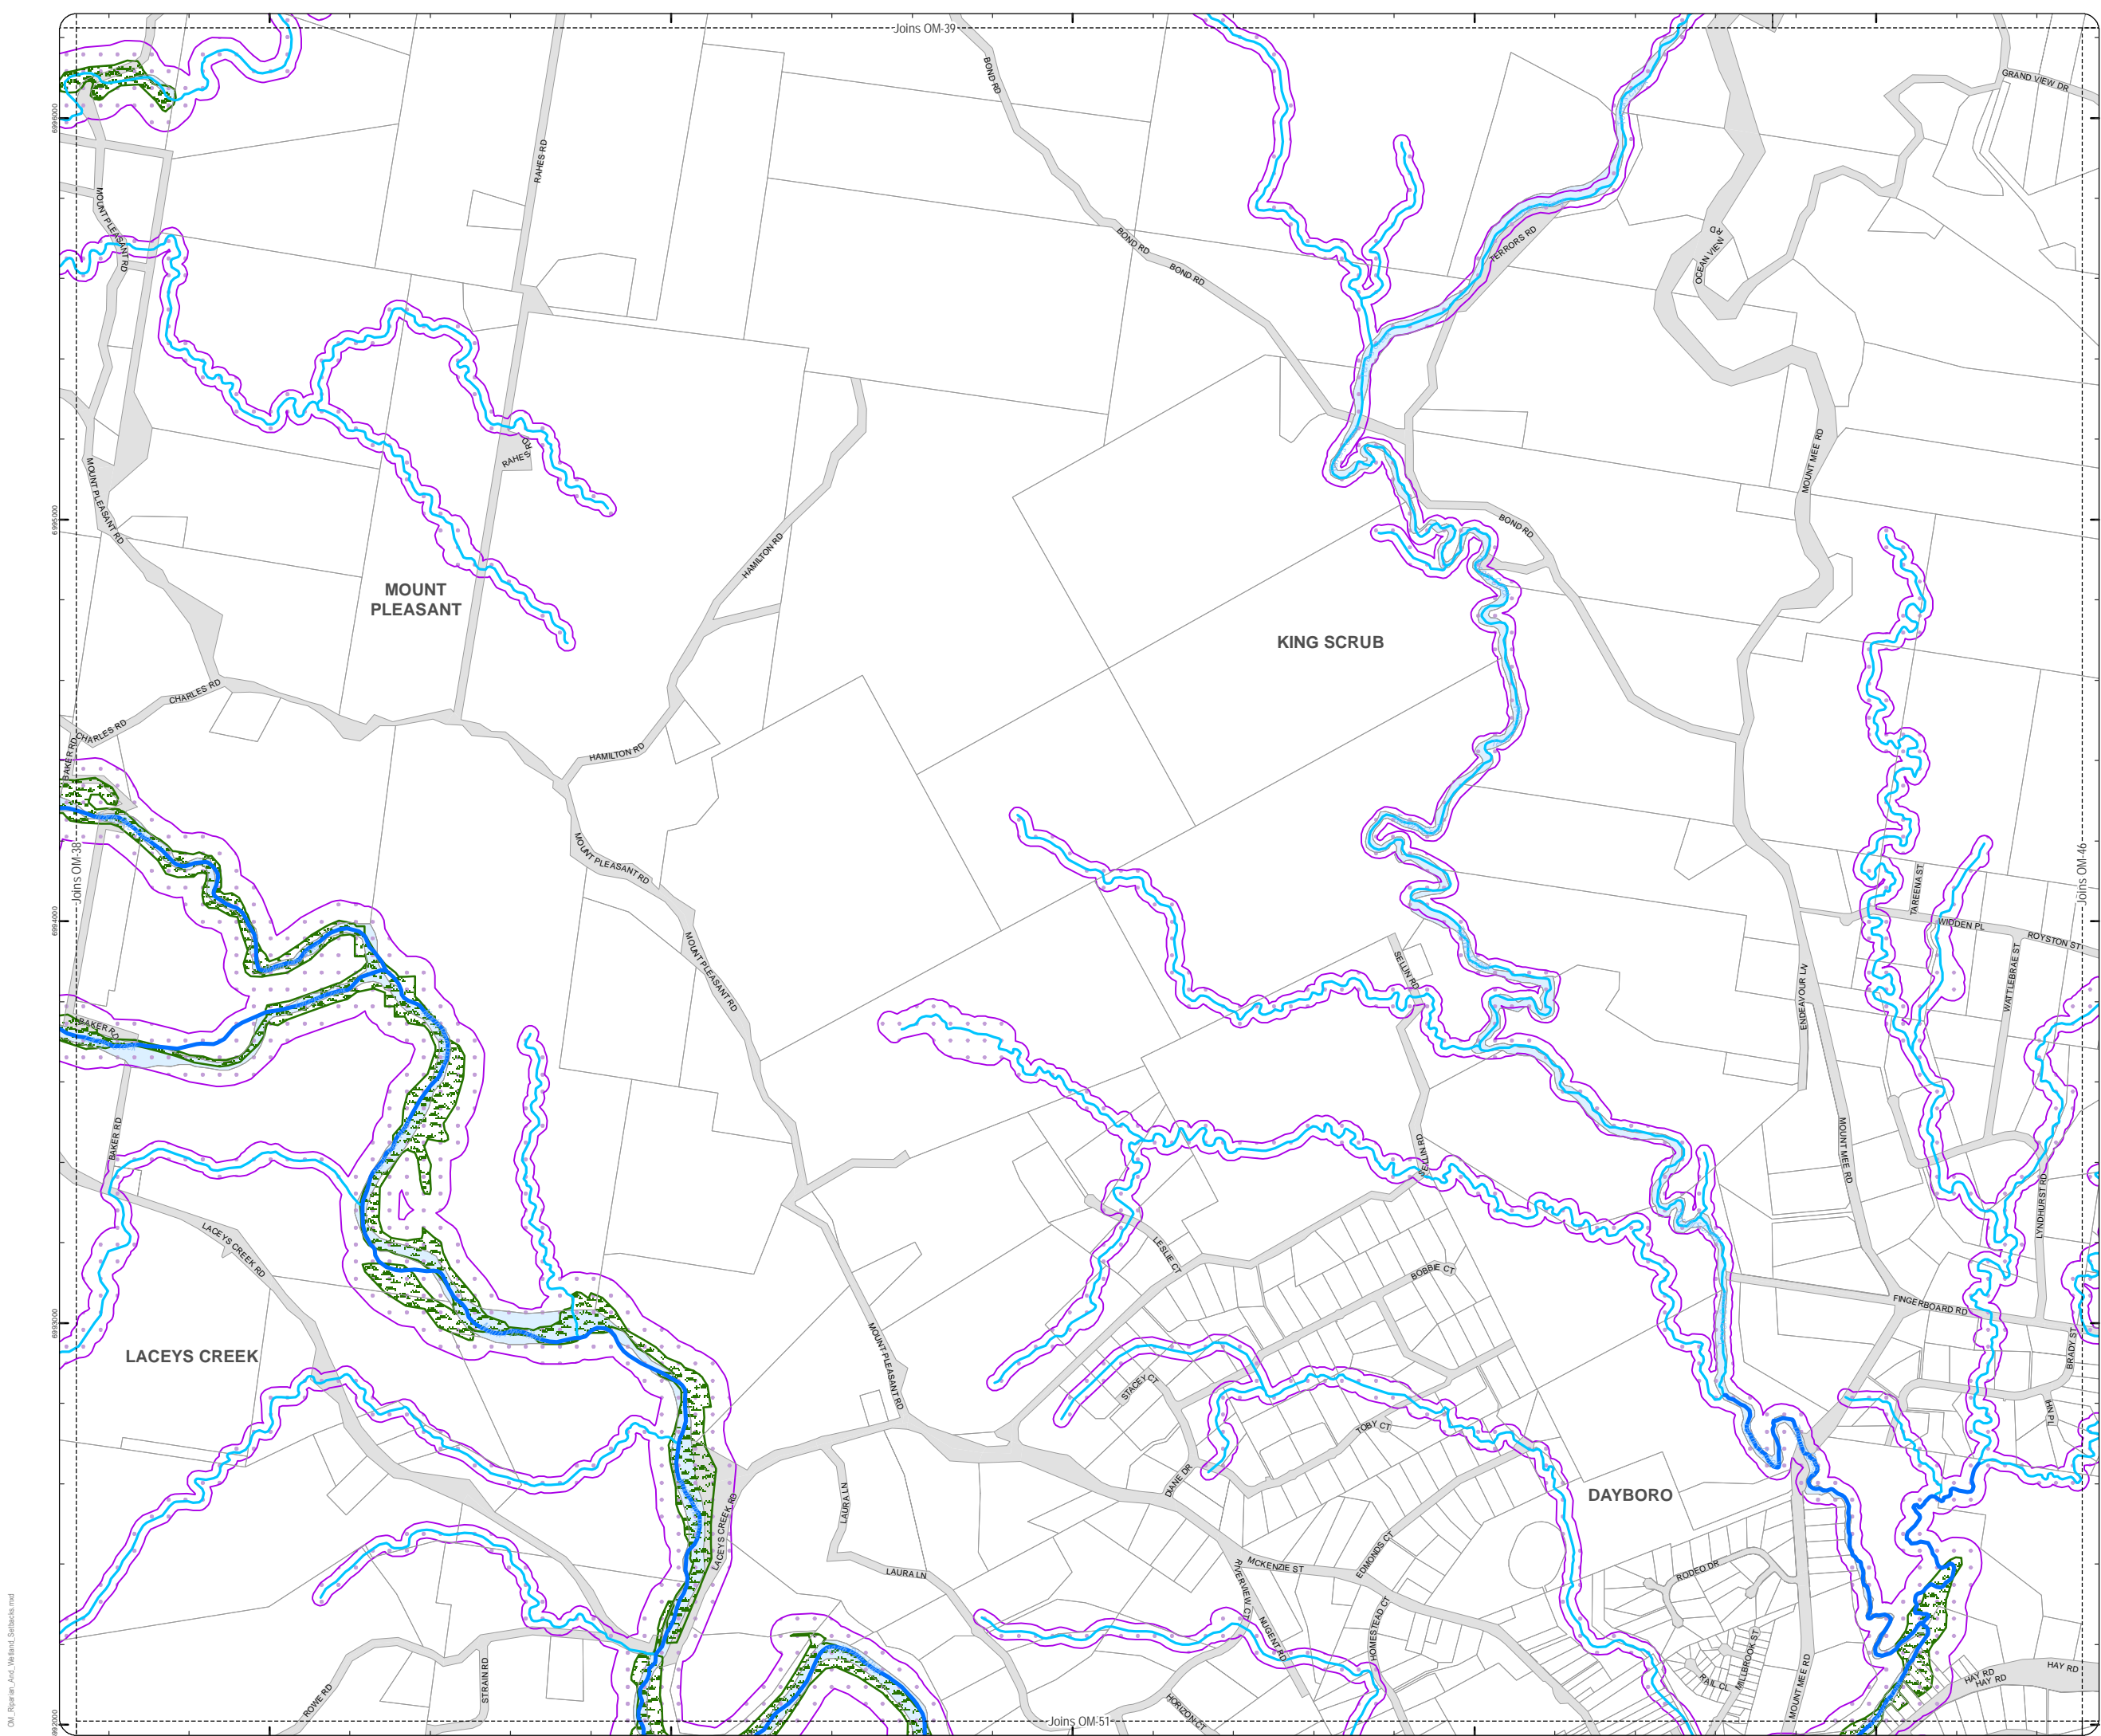 Joins OM-39
GRAND VIEW DR
BOND RD
RAHES RD
6996000
MOUNT PLEASANT RD
BOND RD
BOND RD
TERRORS RD
OCEAN VIEW RD
RAHES RD
MOUNT MEE RD
MOUNT PLEASANT RD
6995000
BOND RD
HAMILTON RD
MOUNT
PLEASANT
KING SCRUB
CHARLES RD
CHARLES RD
BAKER RD
HAMILTON RD
MOUNT PLEASANT RD
Joins OM-38
Joins OM-46
TAREENA ST
6994000
WIDDEN PL
ROYSTON ST
MOUNT PLEASANT RD
SELLIN RD
WATTLEBRAE ST
ENDEAVOUR LN
BAKER RD
BAKER RD
SELLIN RD
MOUNT MEE RD
LYNDHURST RD
LACEYS CREEK RD
LESLIE CT
BOBBIE CT
FINGERBOARD RD
6993000
BRADY ST
LACEYS CREEK
MOUNT PLEASANT RD
STACEY CT
TOBY CT
DIANE DR
LAURA LN
DAYBORO
LACEYS CREEK RD
EDMONDS CT
MCKENZIE ST
RODEO DR
LAURA LN
RIVERVIEW CT
NUGENT RD
HOMESTEAD CT
MILLBROOK ST
RAIL CL
MOUNT MEE RD
HAY RD
HAY RD
HAY RD
STRAIN RD
ROWE RD
HORIZON CT
Joins OM-51
OM_Riparian_And_Wetland_Setbacks.mxd